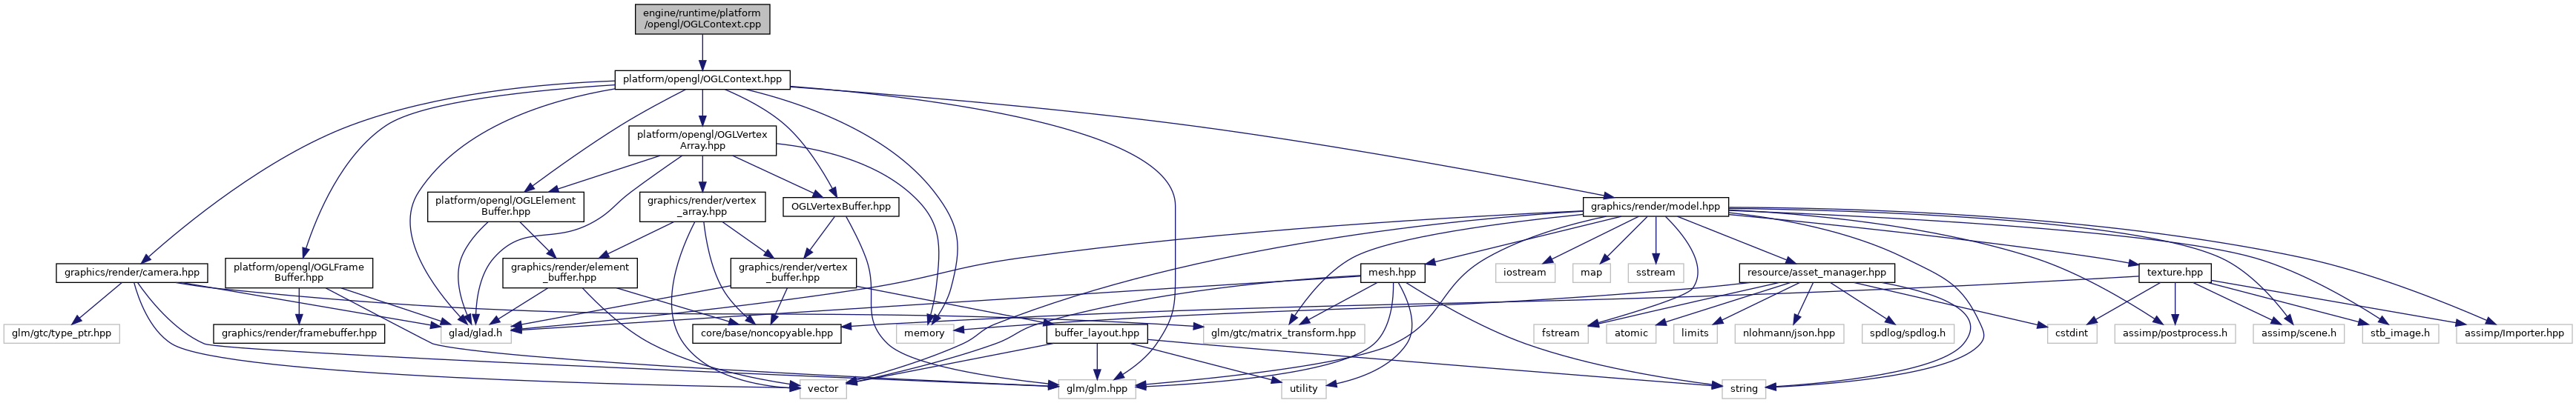 engine/runtime/platform
/opengl/OGLContext.cpp
platform/opengl/OGLContext.hpp
platform/opengl/OGLVertex
Array.hpp
platform/opengl/OGLElement
Buffer.hpp
graphics/render/vertex
_array.hpp
OGLVertexBuffer.hpp
graphics/render/model.hpp
graphics/render/camera.hpp
platform/opengl/OGLFrame
Buffer.hpp
graphics/render/element
_buffer.hpp
graphics/render/vertex
_buffer.hpp
mesh.hpp
iostream
map
sstream
resource/asset_manager.hpp
texture.hpp
glm/gtc/type_ptr.hpp
graphics/render/framebuffer.hpp
glad/glad.h
core/base/noncopyable.hpp
memory
buffer_layout.hpp
glm/gtc/matrix_transform.hpp
fstream
atomic
limits
nlohmann/json.hpp
spdlog/spdlog.h
cstdint
assimp/postprocess.h
assimp/scene.h
stb_image.h
assimp/Importer.hpp
vector
glm/glm.hpp
utility
string